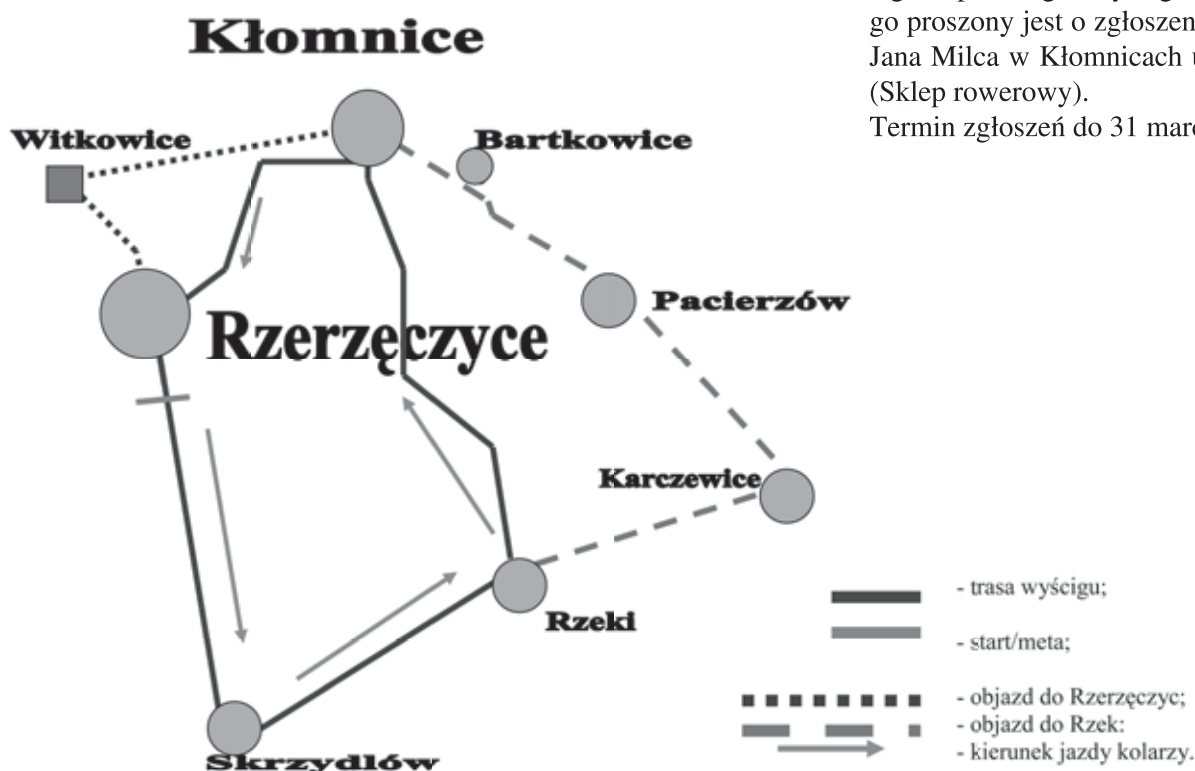 go proszony jest o zgłoszen
Jana Milca w Kłomnicach u
(Sklep rowerowy).
Termin zgłoszeń do 31 marc
Kłomnice
Witkowice
Bartkowice
Rzerzęczyce
Pacierzów
Karczewice
Rzeki
Skrzydlów
- trasa wyścigu;
- start/meta;
- objazd do Rzerzęczyc;
- objazd do Rzek:
- kierunek jazdy kolarzy.